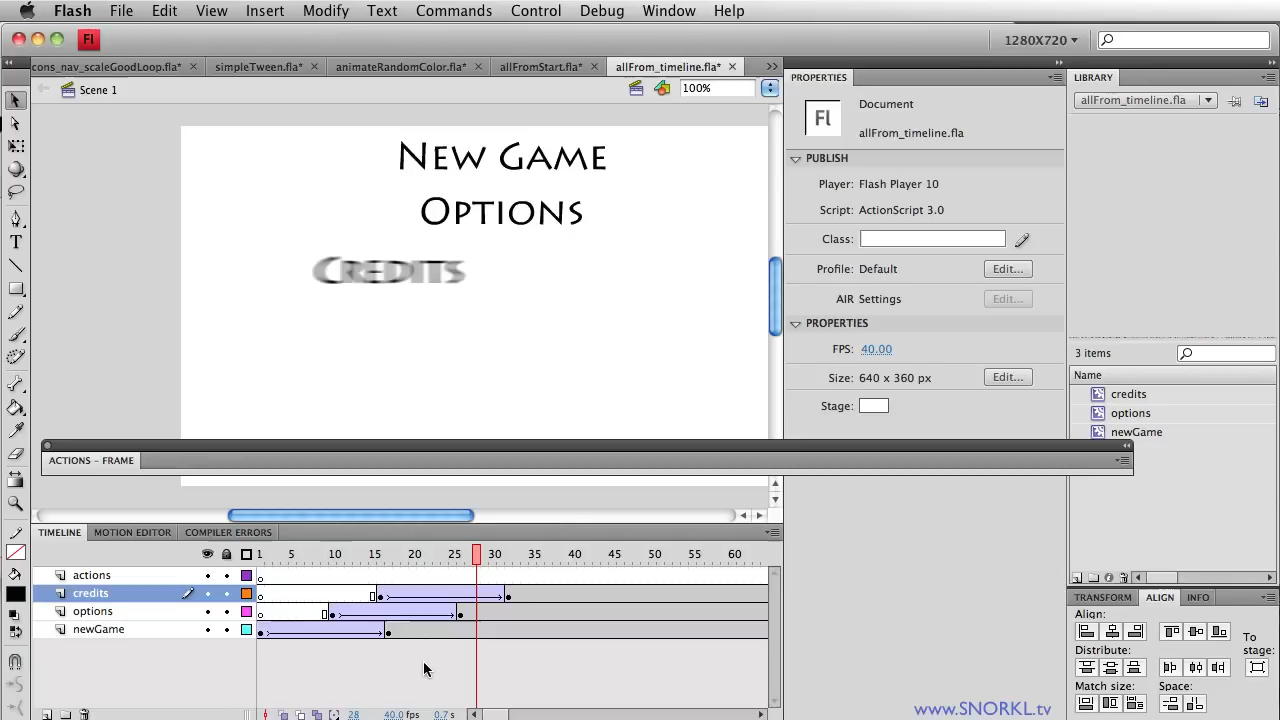 Flash File Edit View Insert Modify Text Commands Control Debug Window Help
Fl 1280X720
cons_nav_scaleGoodLoop.fla* simpleTween.fla* animateRandomColor.fla* allFromStart.fla* allFrom_timeline.fla*
Scene 1 100%
New Game
Options
Credits
PROPERTIES
Fl Document
allFrom_timeline.fla
PUBLISH
Player: Flash Player 10
Script: ActionScript 3.0
Class:
Profile: Default Edit...
AIR Settings Edit...
PROPERTIES
FPS: 40.00
Size: 640 x 360 px Edit...
Stage:
LIBRARY
allFrom_timeline.fla
3 items
Name
credits
options
newGame
ACTIONS – FRAME
TIMELINE MOTION EDITOR COMPILER ERRORS
1 5 10 15 20 25 30 35 40 45 50 55 60
actions
credits
options
newGame
28 40.0 fps 0.7 s
TRANSFORM ALIGN INFO
Align:
Distribute:
Match size: Space:
To stage:
www.SNORKL.tv